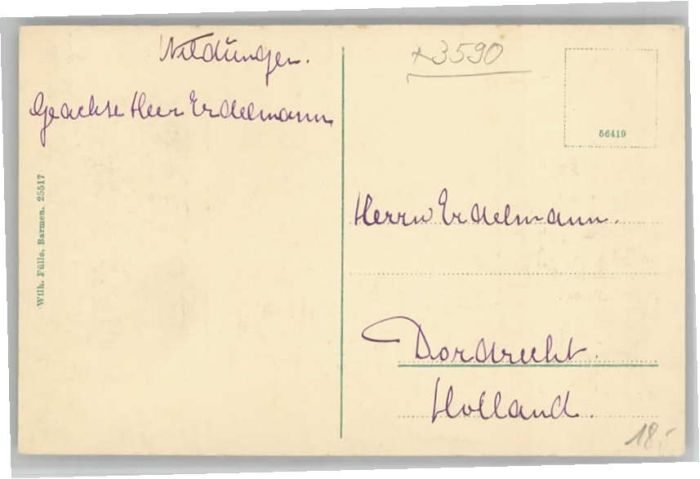 Wildungen.
Geachte Heer Erdelmann
Wilh. Fülle, Barmen. 25517
+3590
56419
Herrn Erdelmann.
Dordrecht.
Holland.
18,-